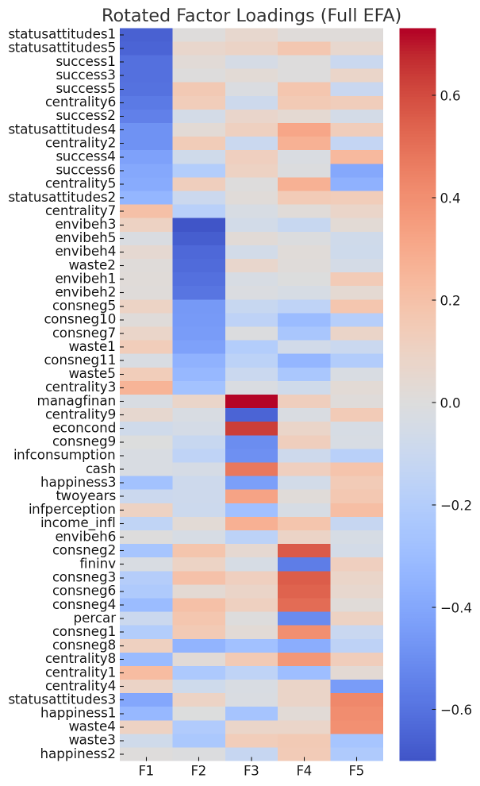 Rotated Factor Loadings (Full EFA)
statusattitudes1
statusattitudes5
success1
success3
success5
centrality6
success2
statusattitudes4
centrality2
success4
success6
centrality5
statusattitudes2
centrality7
envibeh3
envibeh5
envibeh4
waste2
envibeh1
envibeh2
consneg5
consneg10
consneg7
waste1
consneg11
waste5
centrality3
managfinan
centrality9
econcond
consneg9
infconsumption
cash
happiness3
twoyears
infperception
income_infl
envibeh6
consneg2
fininv
consneg3
consneg6
consneg4
percar
consneg1
consneg8
centrality8
centrality1
centrality4
statusattitudes3
happiness1
waste4
waste3
happiness2
F1 F2 F3 F4 F5
0.6
0.4
0.2
0.0
−0.2
−0.4
−0.6